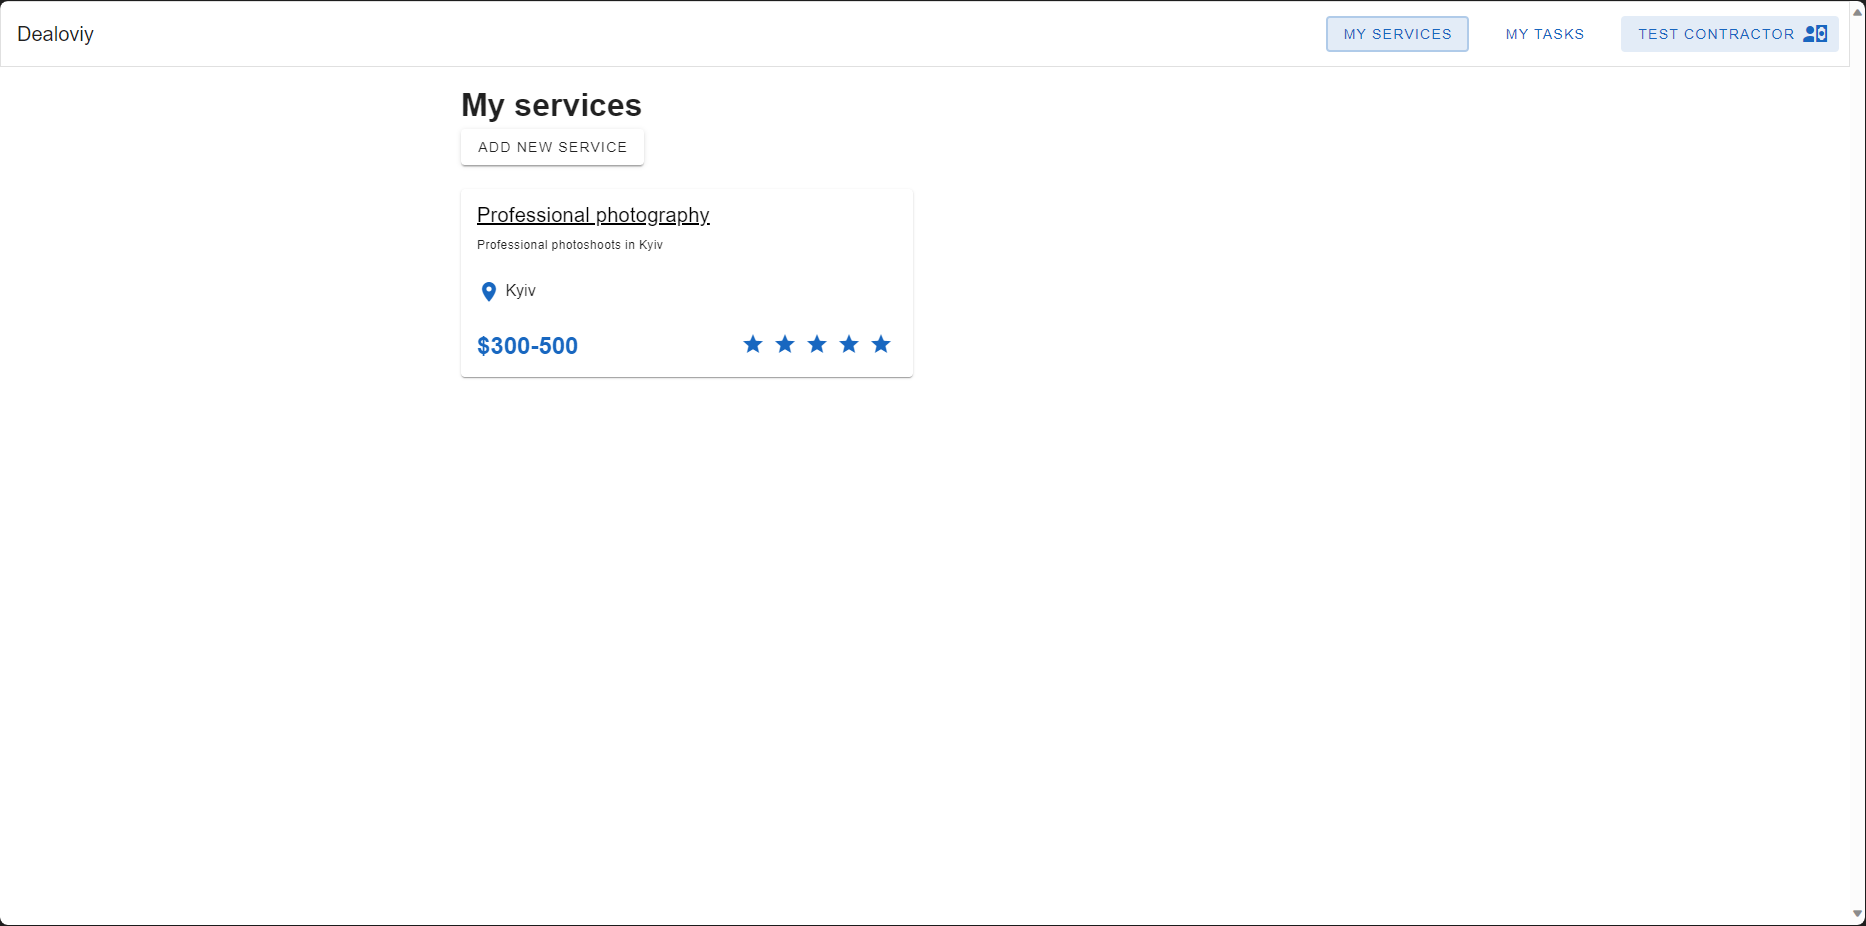 Dealoviy
MY SERVICES
MY TASKS
TEST CONTRACTOR
My services
ADD NEW SERVICE
Professional photography
Professional photoshoots in Kyiv
Kyiv
$300-500